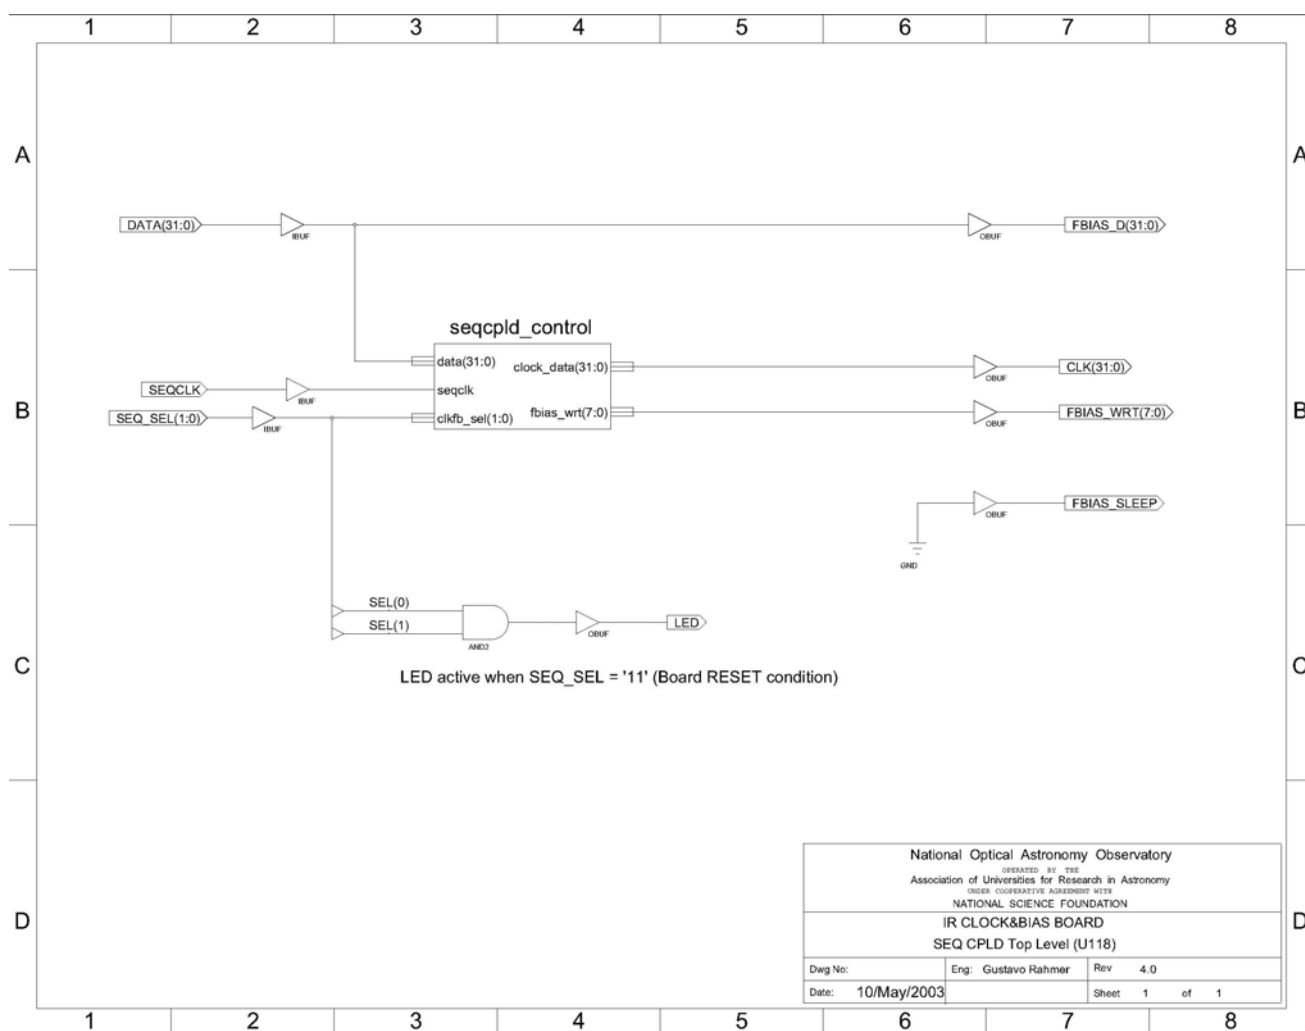 1 2 3 4 5 6 7 8
A A
DATA(31:0) IBUF OBUF FBIAS_D(31:0)
seqcpld_control
data(31:0) clock_data(31:0) OBUF CLK(31:0)
SEQCLK IBUF seqclk
B B
SEQ_SEL(1:0) IBUF clkfb_sel(1:0) fbias_wrt(7:0) OBUF FBIAS_WRT(7:0)
OBUF FBIAS_SLEEP
GND
SEL(0)
SEL(1) AND2 OBUF LED
C C
LED active when SEQ_SEL = '11' (Board RESET condition)
National Optical Astronomy Observatory
OPERATED BY THE
Association of Universities for Research in Astronomy
UNDER COOPERATIVE AGREEMENT WITH
NATIONAL SCIENCE FOUNDATION
D D
IR CLOCK&BIAS BOARD
SEQ CPLD Top Level (U118)
Dwg No: Eng: Gustavo Rahmer Rev 4.0
Date: 10/May/2003 Sheet 1 of 1
1 2 3 4 5 6 7 8